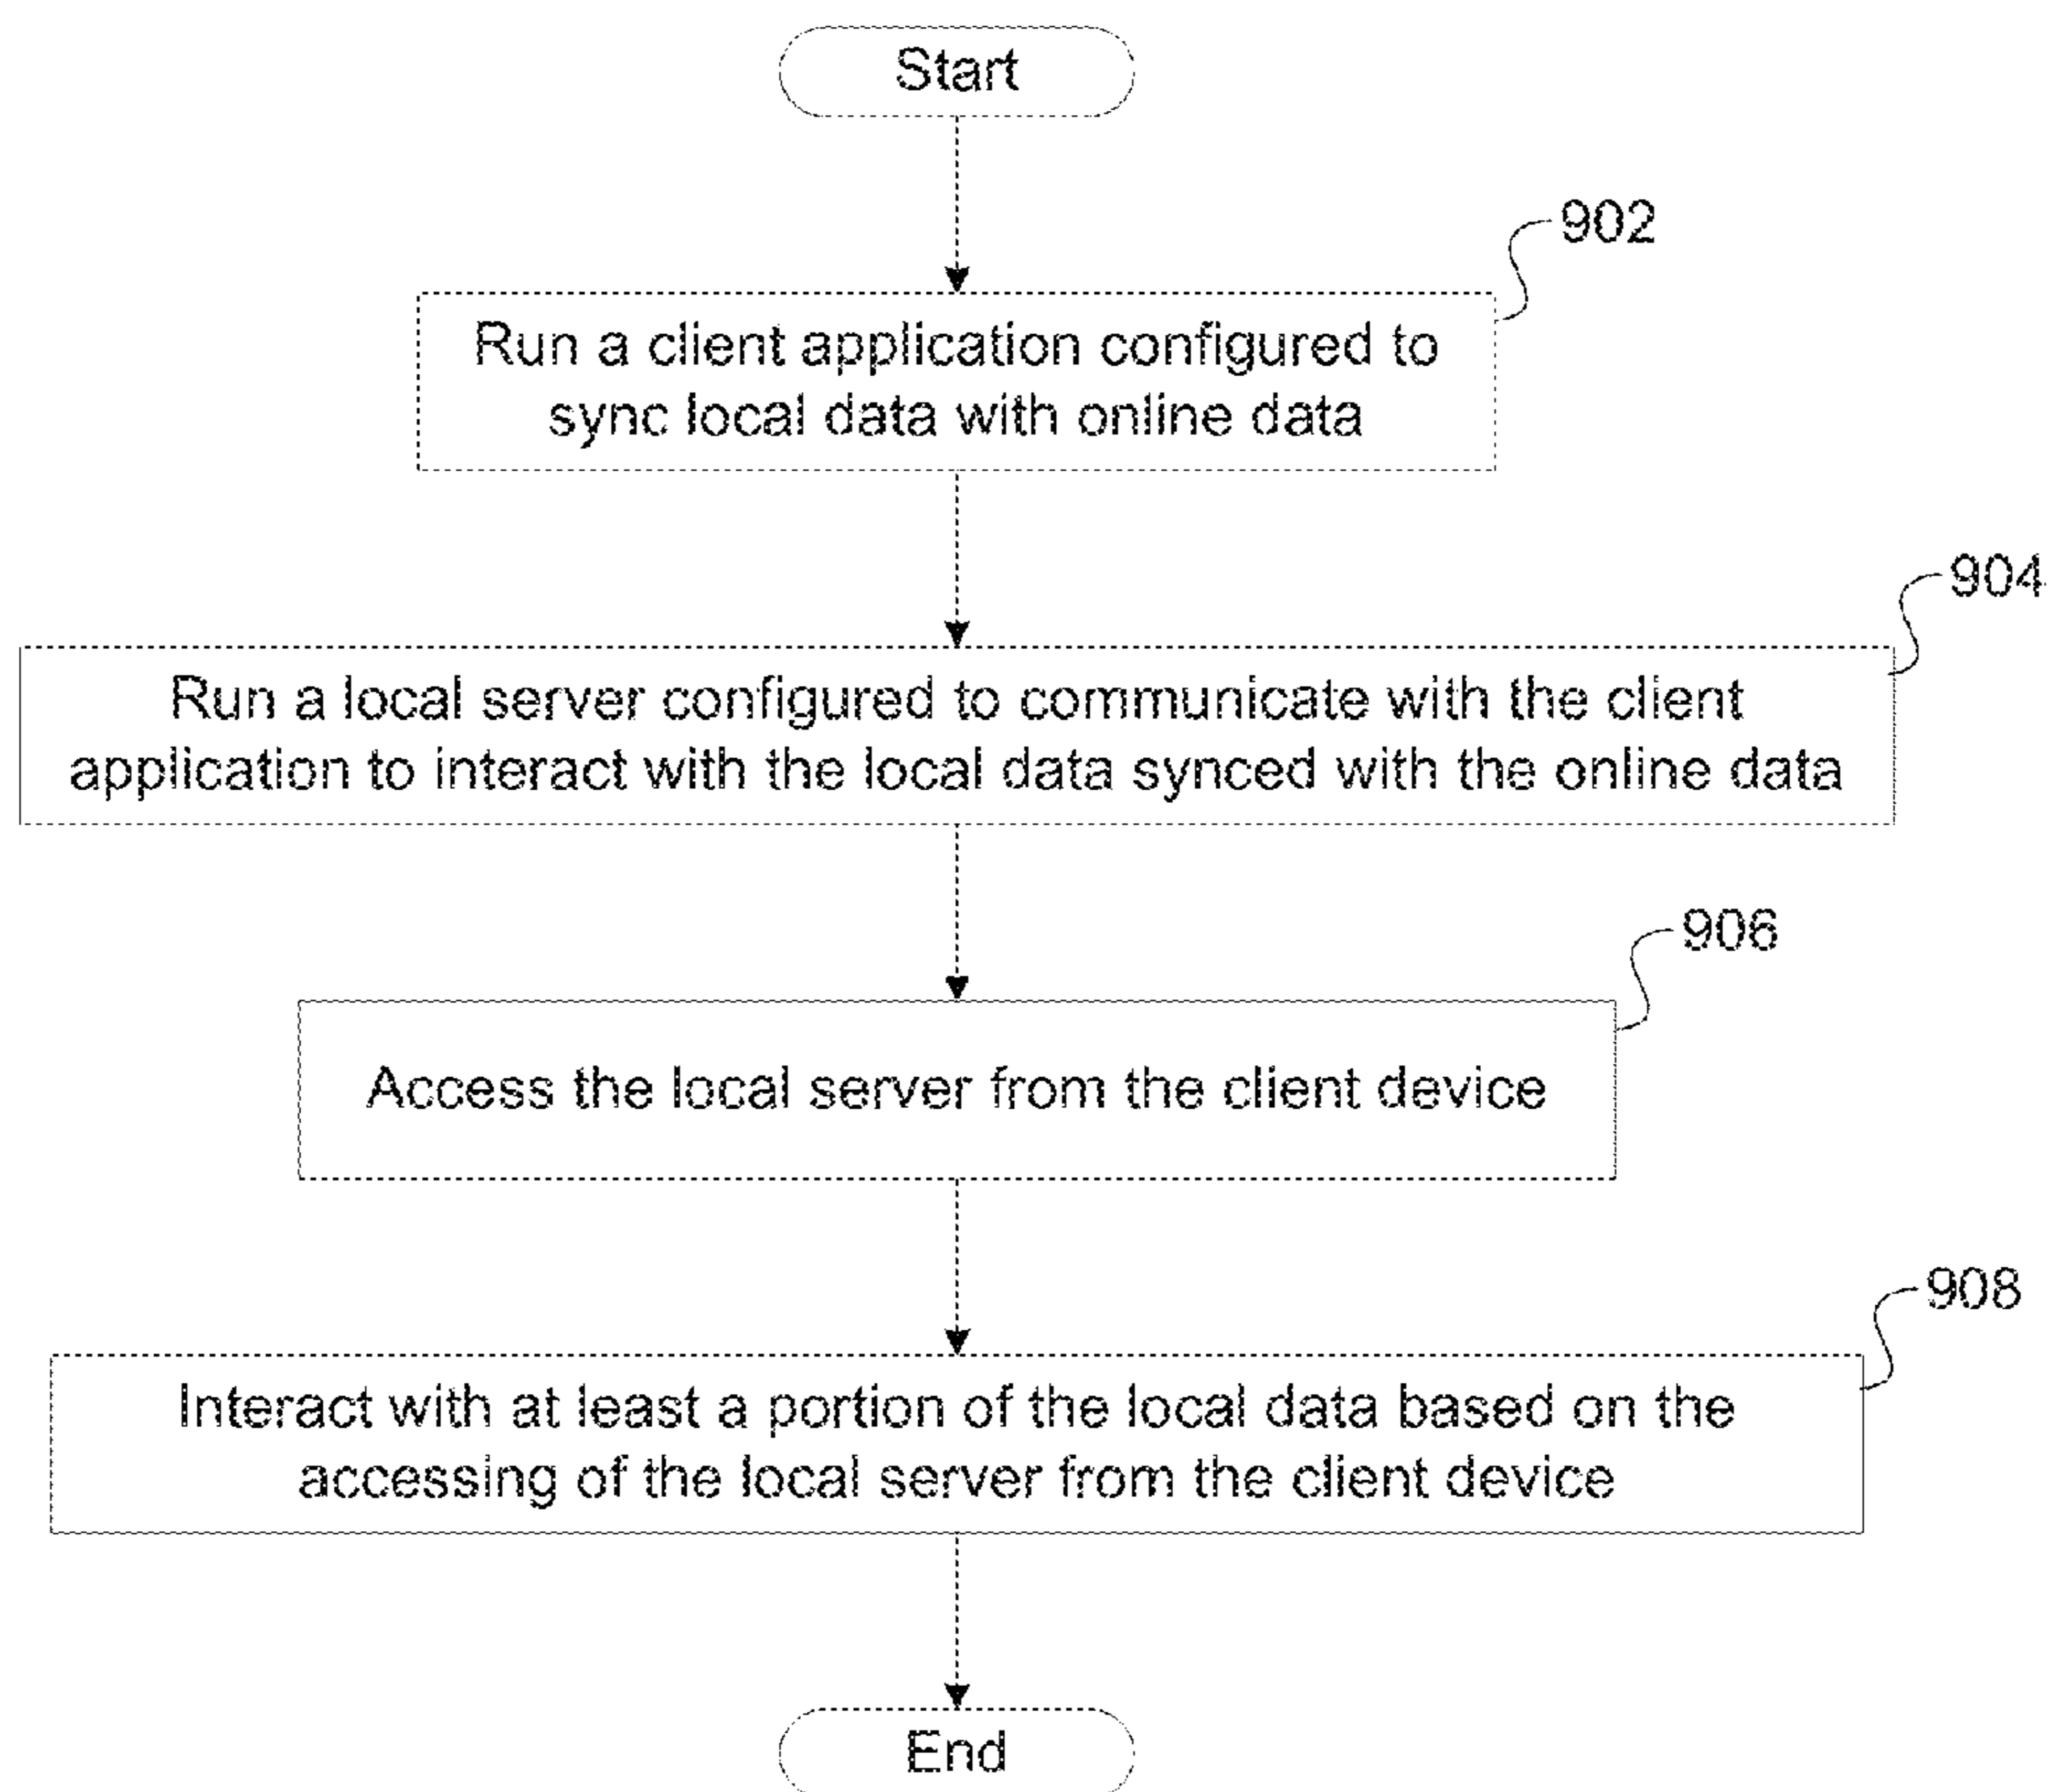 Start
902
Run a client application configured to
sync local data with online data
904
Run a local server configured to communicate with the client
application to interact with the local data synced with the online data
906
Access the local server from the client device
908
Interact with at least a portion of the local data based on the
accessing of the local server from the client device
End